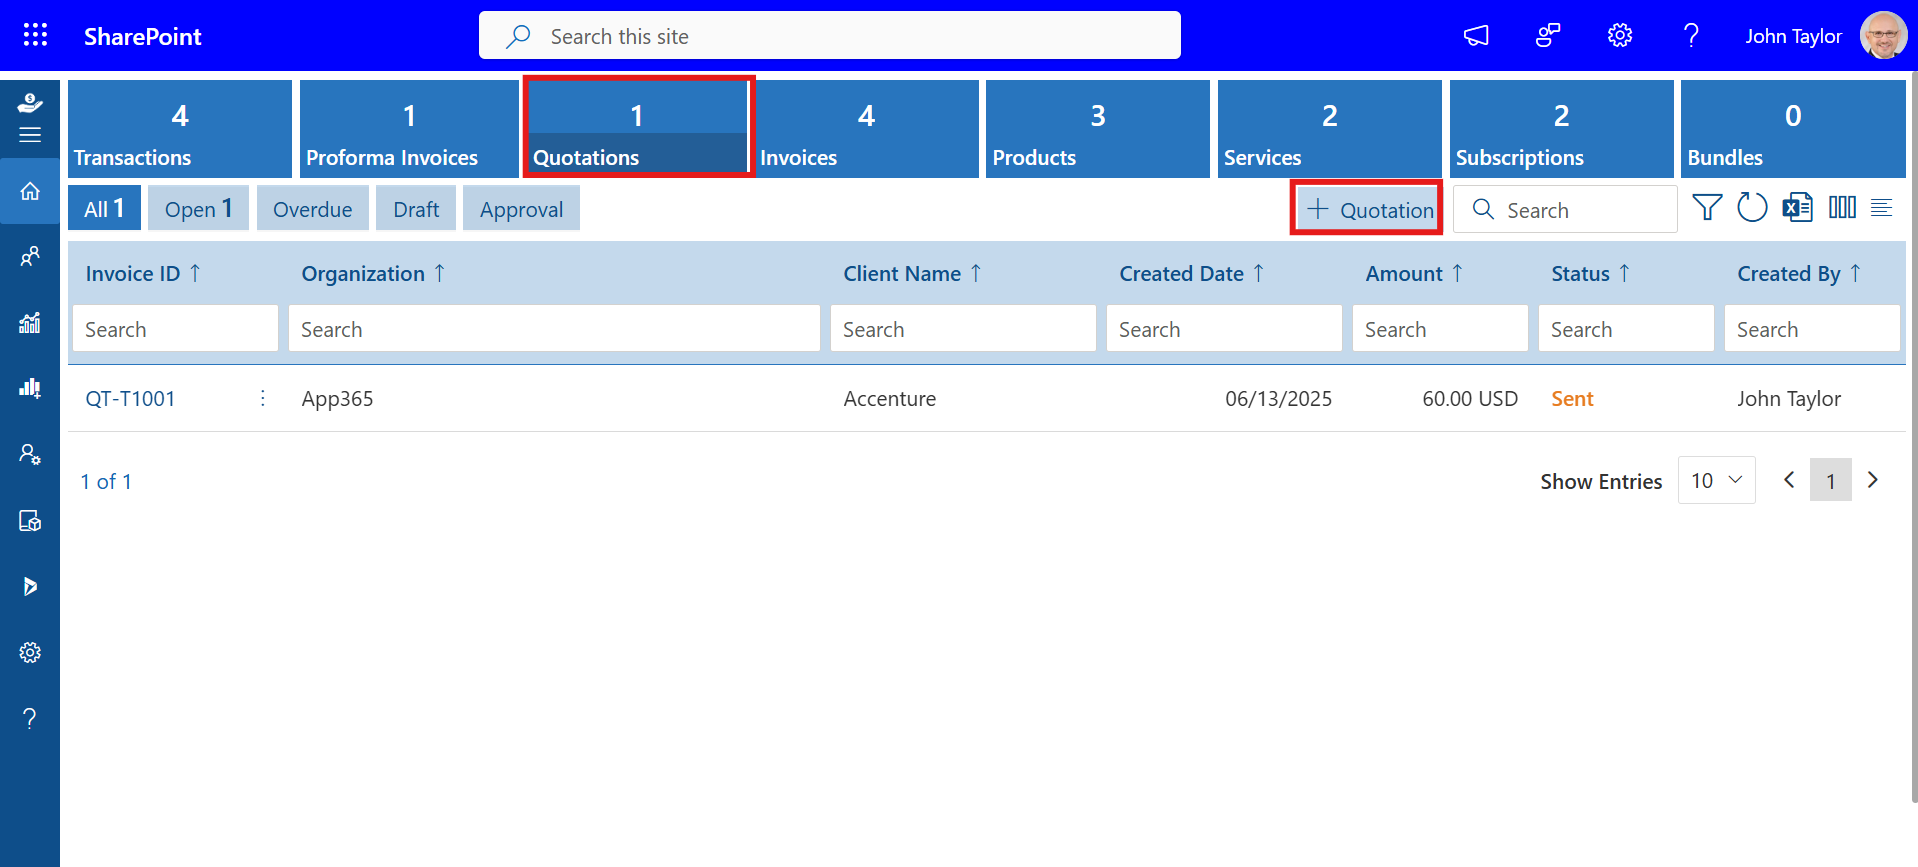 SharePoint
Search this site
John Taylor
4
Transactions
1
Proforma Invoices
1
Quotations
4
Invoices
3
Products
2
Services
2
Subscriptions
0
Bundles
All 1
Open 1
Overdue
Draft
Approval
+ Quotation
Search
Invoice ID ↑
Organization ↑
Client Name ↑
Created Date ↑
Amount ↑
Status ↑
Created By ↑
Search
Search
Search
Search
Search
Search
Search
QT-T1001
App365
Accenture
06/13/2025
60.00 USD
Sent
John Taylor
1 of 1
Show Entries
10
1